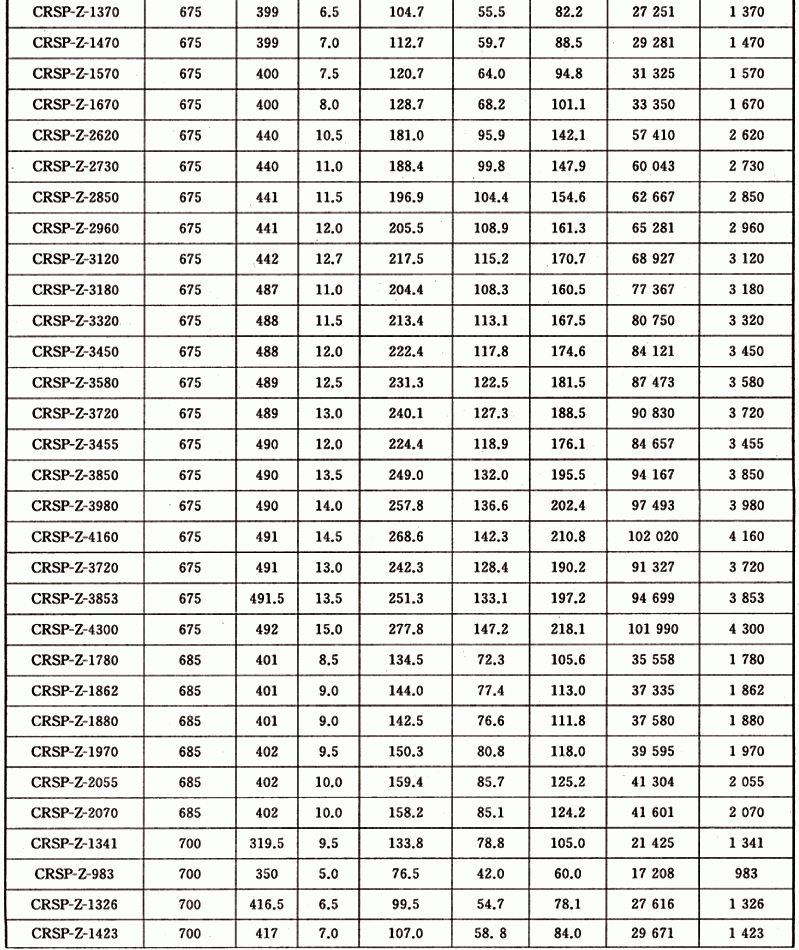 CRSP-Z-1370 675 399 6.5 104.7 55.5 82.2 27 251 1 370
CRSP-Z-1470 675 399 7.0 112.7 59.7 88.5 29 281 1 470
CRSP-Z-1570 675 400 7.5 120.7 64.0 94.8 31 325 1 570
CRSP-Z-1670 675 400 8.0 128.7 68.2 101.1 33 350 1 670
CRSP-Z-2620 675 440 10.5 181.0 95.9 142.1 57 410 2 620
CRSP-Z-2730 675 440 11.0 188.4 99.8 147.9 60 043 2 730
CRSP-Z-2850 675 441 11.5 196.9 104.4 154.6 62 667 2 850
CRSP-Z-2960 675 441 12.0 205.5 108.9 161.3 65 281 2 960
CRSP-Z-3120 675 442 12.7 217.5 115.2 170.7 68 927 3 120
CRSP-Z-3180 675 487 11.0 204.4 108.3 160.5 77 367 3 180
CRSP-Z-3320 675 488 11.5 213.4 113.1 167.5 80 750 3 320
CRSP-Z-3450 675 488 12.0 222.4 117.8 174.6 84 121 3 450
CRSP-Z-3580 675 489 12.5 231.3 122.5 181.5 87 473 3 580
CRSP-Z-3720 675 489 13.0 240.1 127.3 188.5 90 830 3 720
CRSP-Z-3455 675 490 12.0 224.4 118.9 176.1 84 657 3 455
CRSP-Z-3850 675 490 13.5 249.0 132.0 195.5 94 167 3 850
CRSP-Z-3980 675 490 14.0 257.8 136.6 202.4 97 493 3 980
CRSP-Z-4160 675 491 14.5 268.6 142.3 210.8 102 020 4 160
CRSP-Z-3720 675 491 13.0 242.3 128.4 190.2 91 327 3 720
CRSP-Z-3853 675 491.5 13.5 251.3 133.1 197.2 94 699 3 853
CRSP-Z-4300 675 492 15.0 277.8 147.2 218.1 101 990 4 300
CRSP-Z-1780 685 401 8.5 134.5 72.3 105.6 35 558 1 780
CRSP-Z-1862 685 401 9.0 144.0 77.4 113.0 37 335 1 862
CRSP-Z-1880 685 401 9.0 142.5 76.6 111.8 37 580 1 880
CRSP-Z-1970 685 402 9.5 150.3 80.8 118.0 39 595 1 970
CRSP-Z-2055 685 402 10.0 159.4 85.7 125.2 41 304 2 055
CRSP-Z-2070 685 402 10.0 158.2 85.1 124.2 41 601 2 070
CRSP-Z-1341 700 319.5 9.5 133.8 78.8 105.0 21 425 1 341
CRSP-Z-983 700 350 5.0 76.5 42.0 60.0 17 208 983
CRSP-Z-1326 700 416.5 6.5 99.5 54.7 78.1 27 616 1 326
CRSP-Z-1423 700 417 7.0 107.0 58. 8 84.0 29 671 1 423